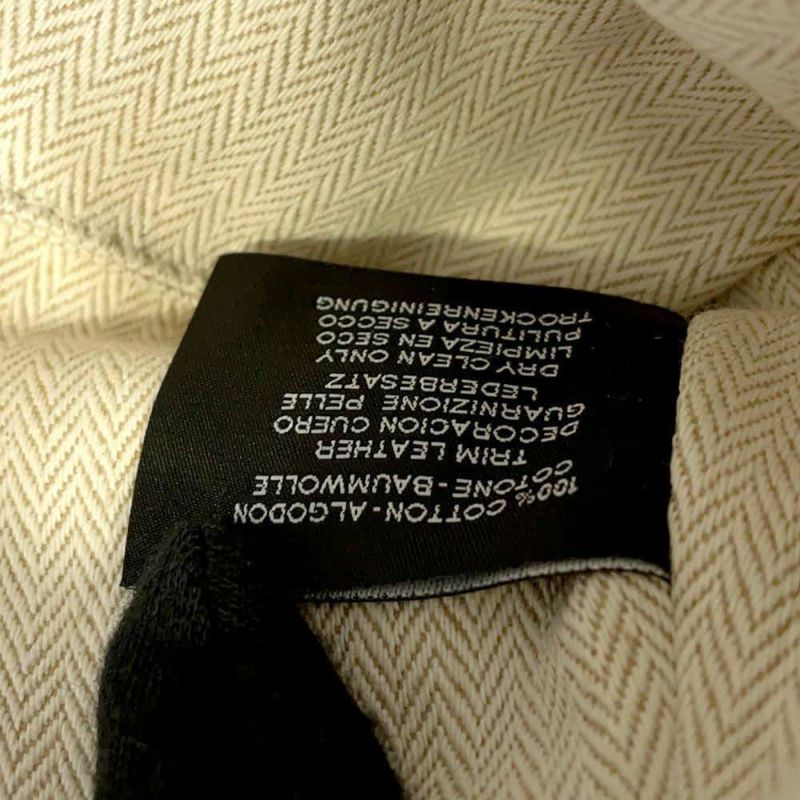 100% COTTON - ALGODON
COTONE - BAUMWOLLE
TRIM LEATHER
DECORACION CUERO
GUARNIZIONE PELLE
LEDERBESATZ
DRY CLEAN ONLY
LIMPIEZA EN SECO
PULITURA A SECCO
TROCKENREINIGUNG